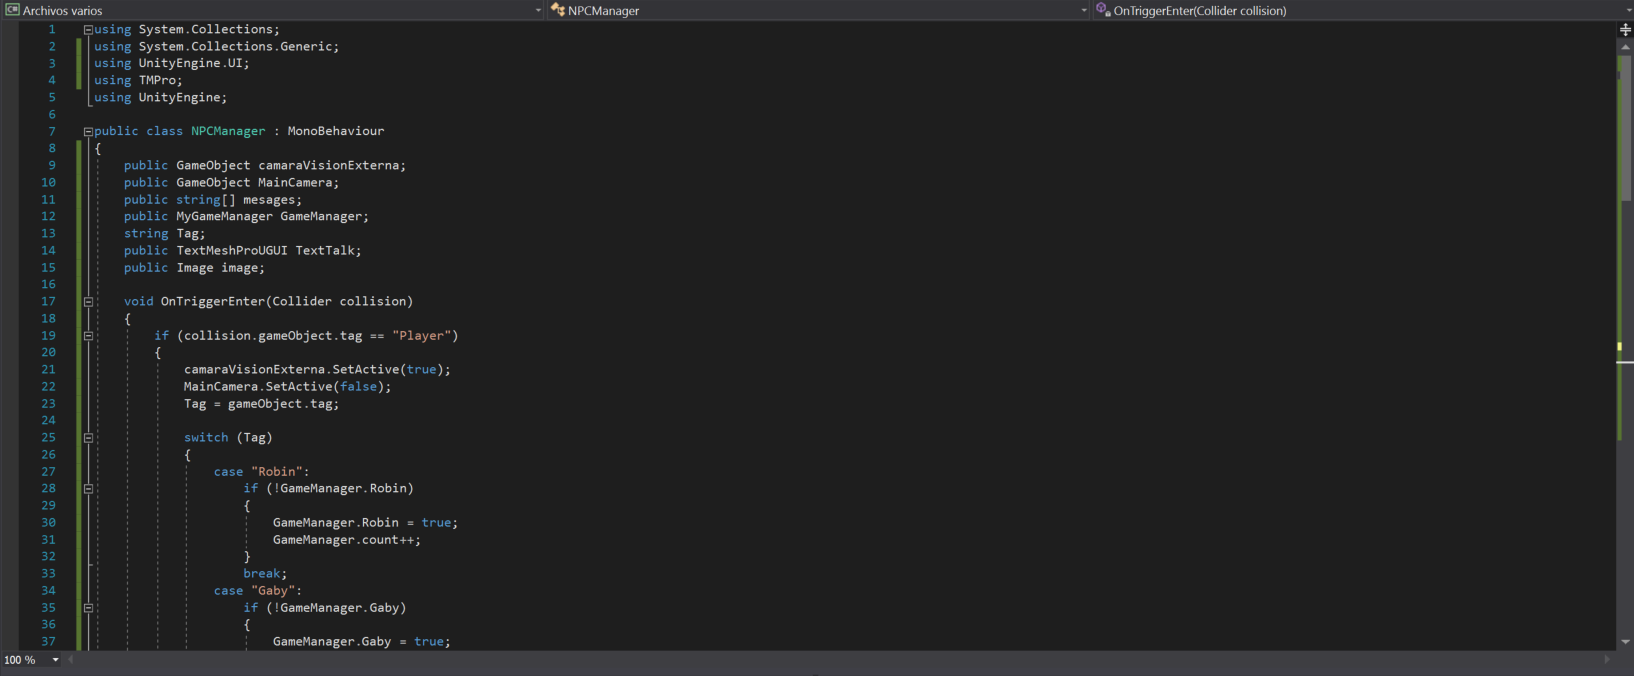 Archivos varios NPCManager OnTriggerEnter(Collider collision)
1 using System.Collections;
2 using System.Collections.Generic;
3 using UnityEngine.UI;
4 using TMPro;
5 using UnityEngine;
6
7 public class NPCManager : MonoBehaviour
8 {
9 public GameObject camaraVisionExterna;
10 public GameObject MainCamera;
11 public string[] mesages;
12 public MyGameManager GameManager;
13 string Tag;
14 public TextMeshProUGUI TextTalk;
15 public Image image;
16
17 void OnTriggerEnter(Collider collision)
18 {
19 if (collision.gameObject.tag == "Player")
20 {
21 camaraVisionExterna.SetActive(true);
22 MainCamera.SetActive(false);
23 Tag = gameObject.tag;
24
25 switch (Tag)
26 {
27 case "Robin":
28 if (!GameManager.Robin)
29 {
30 GameManager.Robin = true;
31 GameManager.count++;
32 }
33 break;
34 case "Gaby":
35 if (!GameManager.Gaby)
36 {
37 GameManager.Gaby = true;
100 %